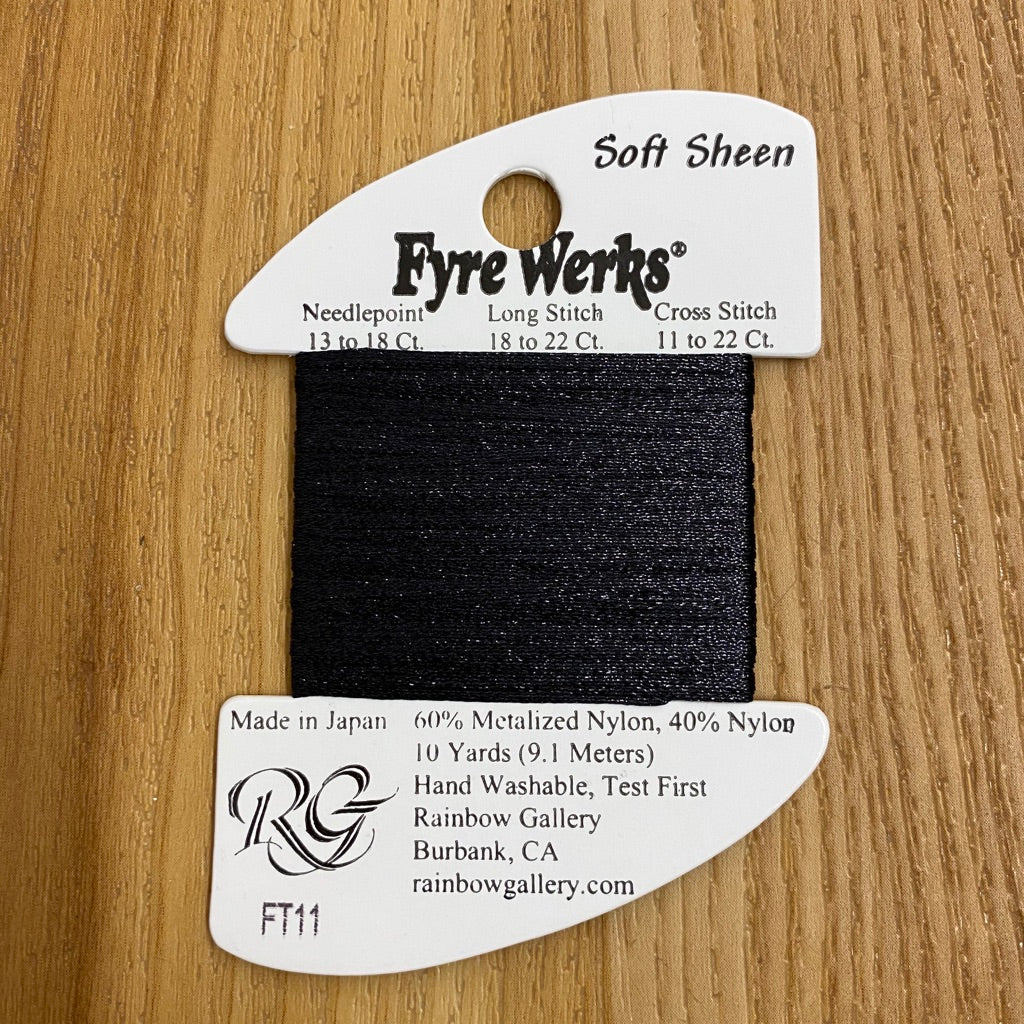 Soft Sheen
Fyre Werks®
Needlepoint Long Stitch Cross Stitch
13 to 18 Ct. 18 to 22 Ct. 11 to 22 Ct.
Made in Japan 60% Metalized Nylon, 40% Nylon
10 Yards (9.1 Meters)
Hand Washable, Test First
RG
Rainbow Gallery
Burbank, CA
rainbowgallery.com
FT11